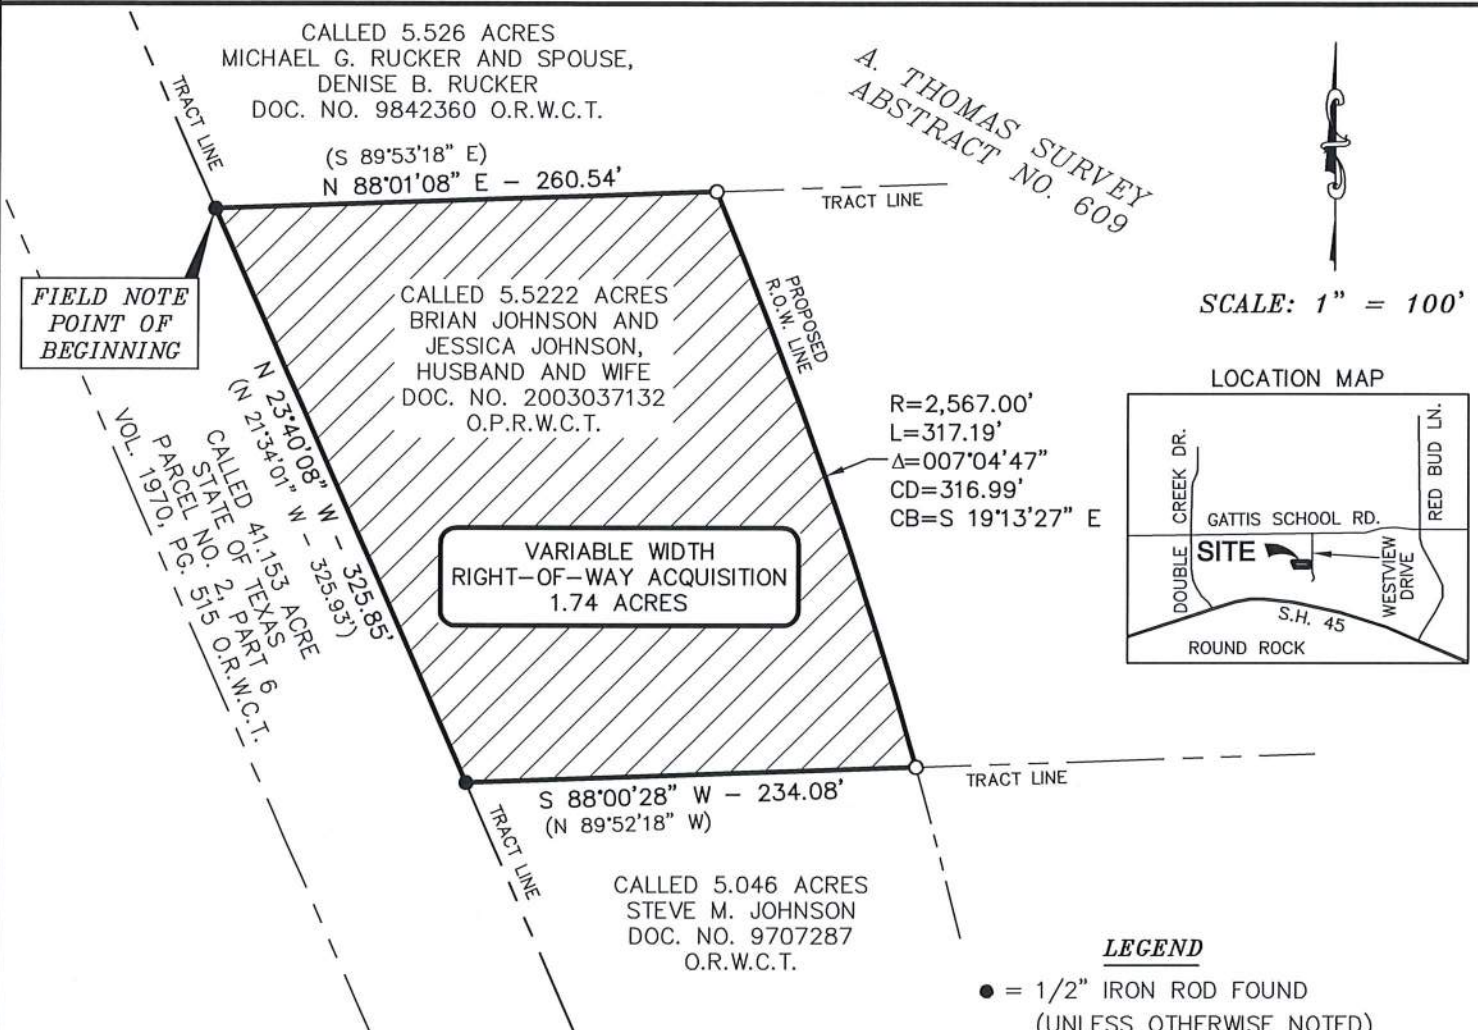 CALLED 5.526 ACRES
MICHAEL G. RUCKER AND SPOUSE,
DENISE B. RUCKER
DOC. NO. 9842360 O.R.W.C.T.
TRACT LINE
(S 89°53'18" E)
N 88°01'08" E – 260.54'
TRACT LINE
A. THOMAS SURVEY
ABSTRACT NO. 609
SCALE: 1" = 100'
FIELD NOTE
POINT OF
BEGINNING
CALLED 5.5222 ACRES
BRIAN JOHNSON AND
JESSICA JOHNSON,
HUSBAND AND WIFE
DOC. NO. 2003037132
O.P.R.W.C.T.
PROPOSED
R.O.W. LINE
R=2,567.00'
L=317.19'
Δ=007°04'47"
CD=316.99'
CB=S 19°13'27" E
N 23°40'08" W – 325.85'
(N 21°34'01" W – 325.93')
CALLED 41.153 ACRE
STATE OF TEXAS
PARCEL NO. 2, PART 6
VOL. 1970, PG. 515 O.R.W.C.T.
VARIABLE WIDTH
RIGHT–OF–WAY ACQUISITION
1.74 ACRES
LOCATION MAP
DOUBLE CREEK DR.
GATTIS SCHOOL RD.
RED BUD LN.
SITE
WESTVIEW
DRIVE
S.H. 45
ROUND ROCK
S 88°00'28" W – 234.08'
(N 89°52'18" W)
TRACT LINE
TRACT LINE
CALLED 5.046 ACRES
STEVE M. JOHNSON
DOC. NO. 9707287
O.R.W.C.T.
LEGEND
● = 1/2" IRON ROD FOUND
(UNLESS OTHERWISE NOTED)